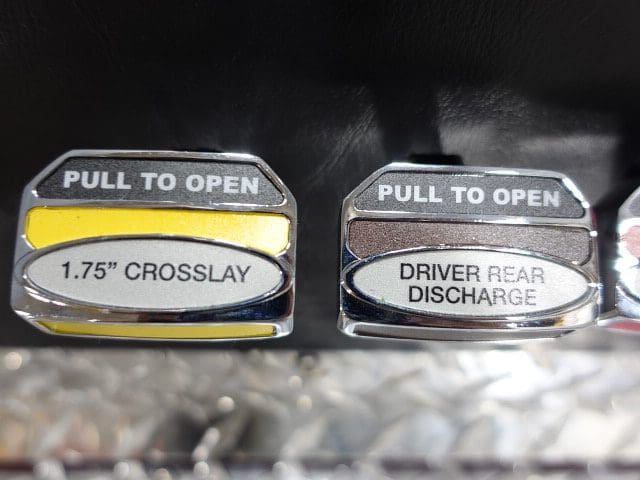 PULL TO OPEN
1.75” CROSSLAY
PULL TO OPEN
DRIVER REAR
DISCHARGE